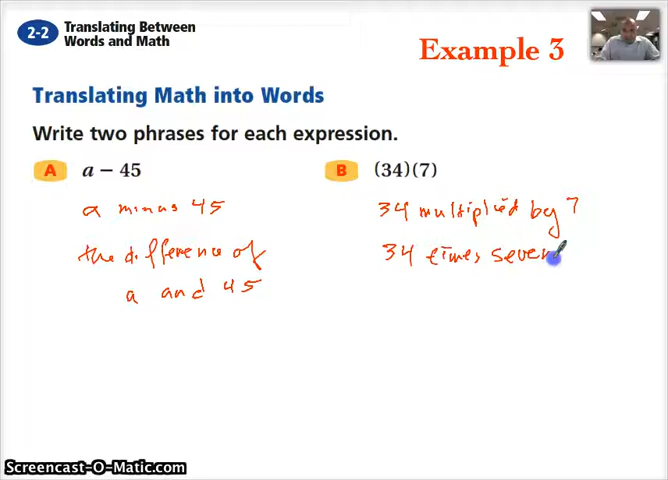 2-2 Translating Between
Words and Math
Example 3
Translating Math into Words
Write two phrases for each expression.
A a − 45
B (34)(7)
a minus 45
the difference of
a and 45
34 multiplied by 7
34 times seven
Screencast-O-Matic.com